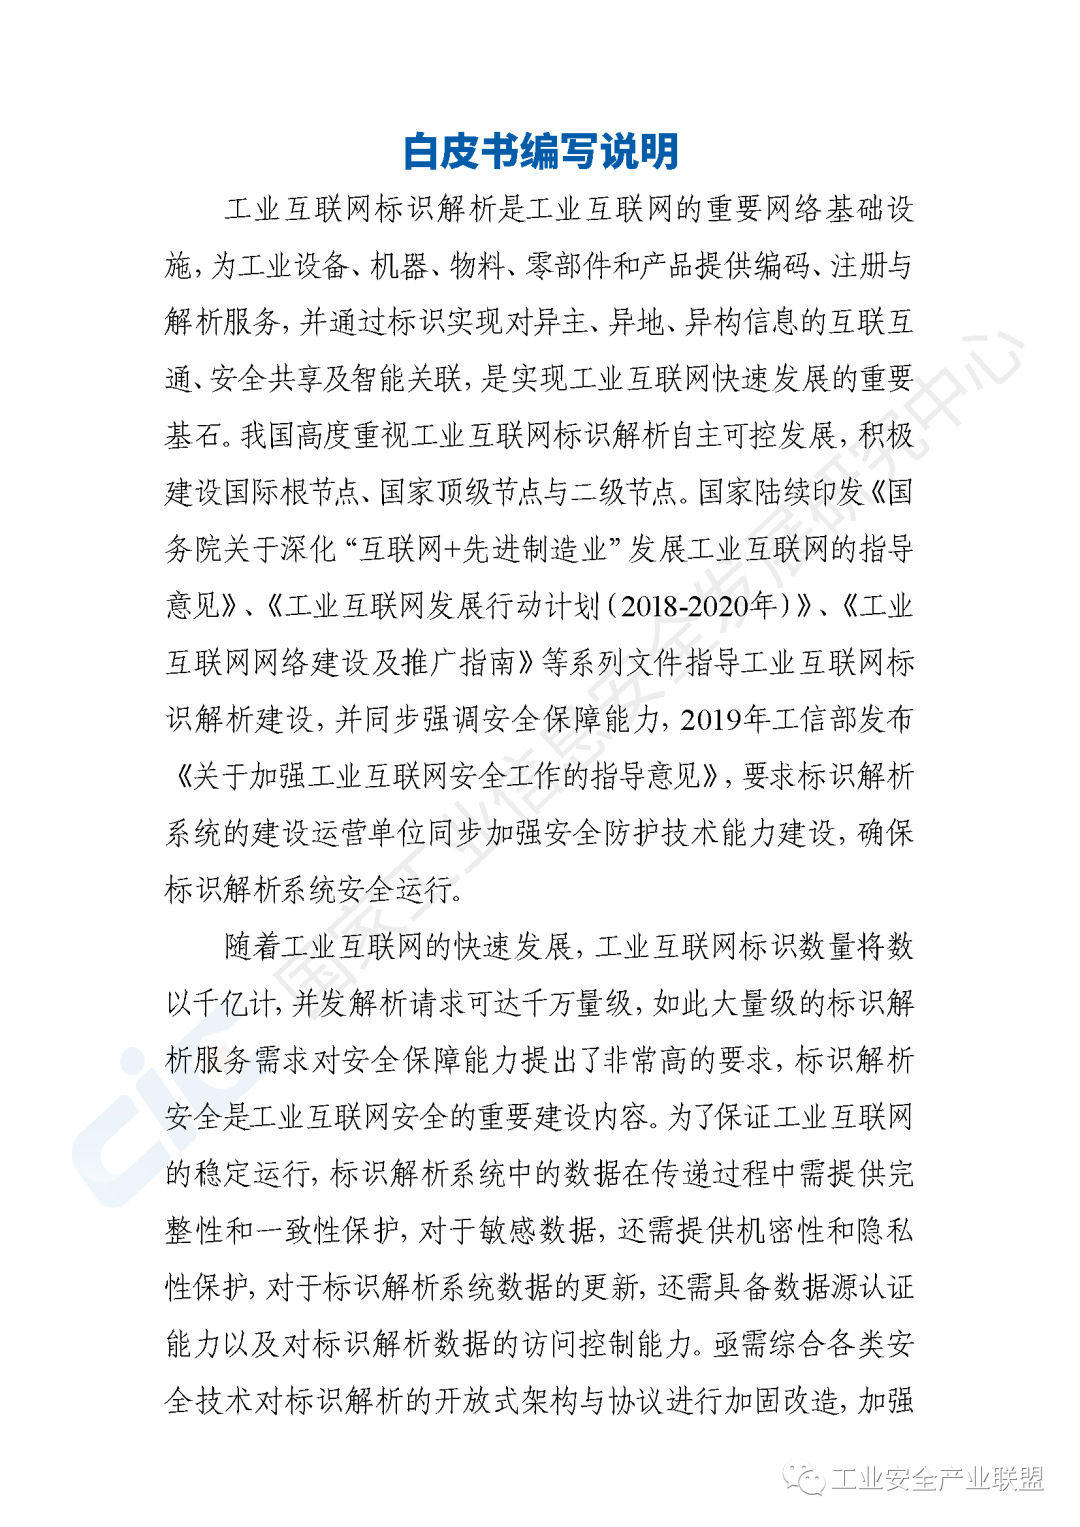 白皮书编写说明
工业互联网标识解析是工业互联网的重要网络基础设
施，为工业设备、机器、物料、零部件和产品提供编码、注册与
解析服务，并通过标识实现对异主、异地、异构信息的互联互
通、安全共享及智能关联，是实现工业互联网快速发展的重要
基石。我国高度重视工业互联网标识解析自主可控发展，积极
建设国际根节点、国家顶级节点与二级节点。国家陆续印发《国
务院关于深化“互联网+先进制造业”发展工业互联网的指导
意见》、《工业互联网发展行动计划（2018-2020年）》、《工业
互联网网络建设及推广指南》等系列文件指导工业互联网标
识解析建设，并同步强调安全保障能力，2019年工信部发布
《关于加强工业互联网安全工作的指导意见》，要求标识解析
系统的建设运营单位同步加强安全防护技术能力建设，确保
标识解析系统安全运行。
随着工业互联网的快速发展，工业互联网标识数量将数
以千亿计，并发解析请求可达千万量级，如此大量级的标识解
析服务需求对安全保障能力提出了非常高的要求，标识解析
安全是工业互联网安全的重要建设内容。为了保证工业互联网
的稳定运行，标识解析系统中的数据在传递过程中需提供完
整性和一致性保护，对于敏感数据，还需提供机密性和隐私
性保护，对于标识解析系统数据的更新，还需具备数据源认证
能力以及对标识解析数据的访问控制能力。亟需综合各类安
全技术对标识解析的开放式架构与协议进行加固改造，加强
国家工业信息安全发展研究中心
cic
工业安全产业联盟